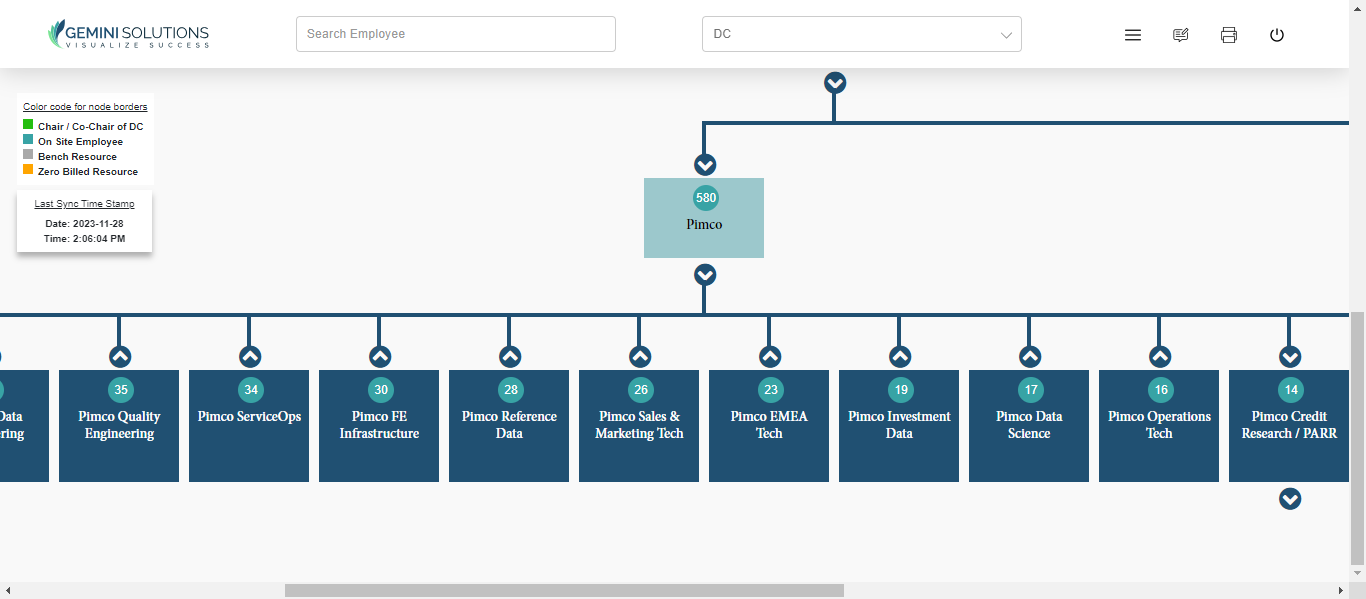 GEMINI SOLUTIONS
VISUALIZE SUCCESS
Search Employee
DC
Color code for node borders
Chair / Co-Chair of DC
On Site Employee
Bench Resource
Zero Billed Resource
Last Sync Time Stamp
Date: 2023-11-28
Time: 2:06:04 PM
580
Pimco
Data
ring
35
Pimco Quality
Engineering
34
Pimco ServiceOps
30
Pimco FE
Infrastructure
28
Pimco Reference
Data
26
Pimco Sales &
Marketing Tech
23
Pimco EMEA
Tech
19
Pimco Investment
Data
17
Pimco Data
Science
16
Pimco Operations
Tech
14
Pimco Credit
Research / PARR